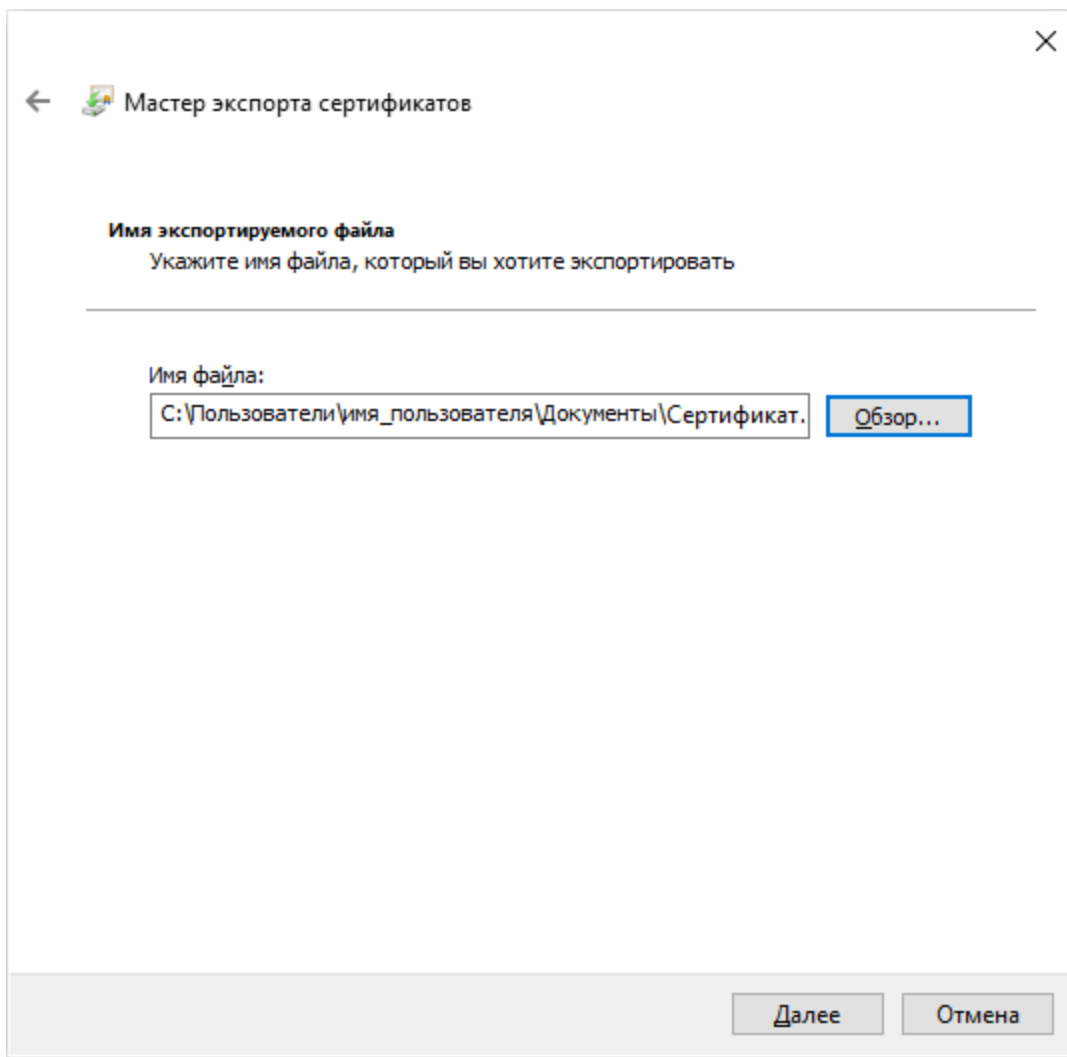 Мастер экспорта сертификатов
Имя экспортируемого файла
Укажите имя файла, который вы хотите экспортировать
Имя файла:
C:\Пользователи\имя_пользователя\Документы\Сертификат.
Обзор...
Далее
Отмена